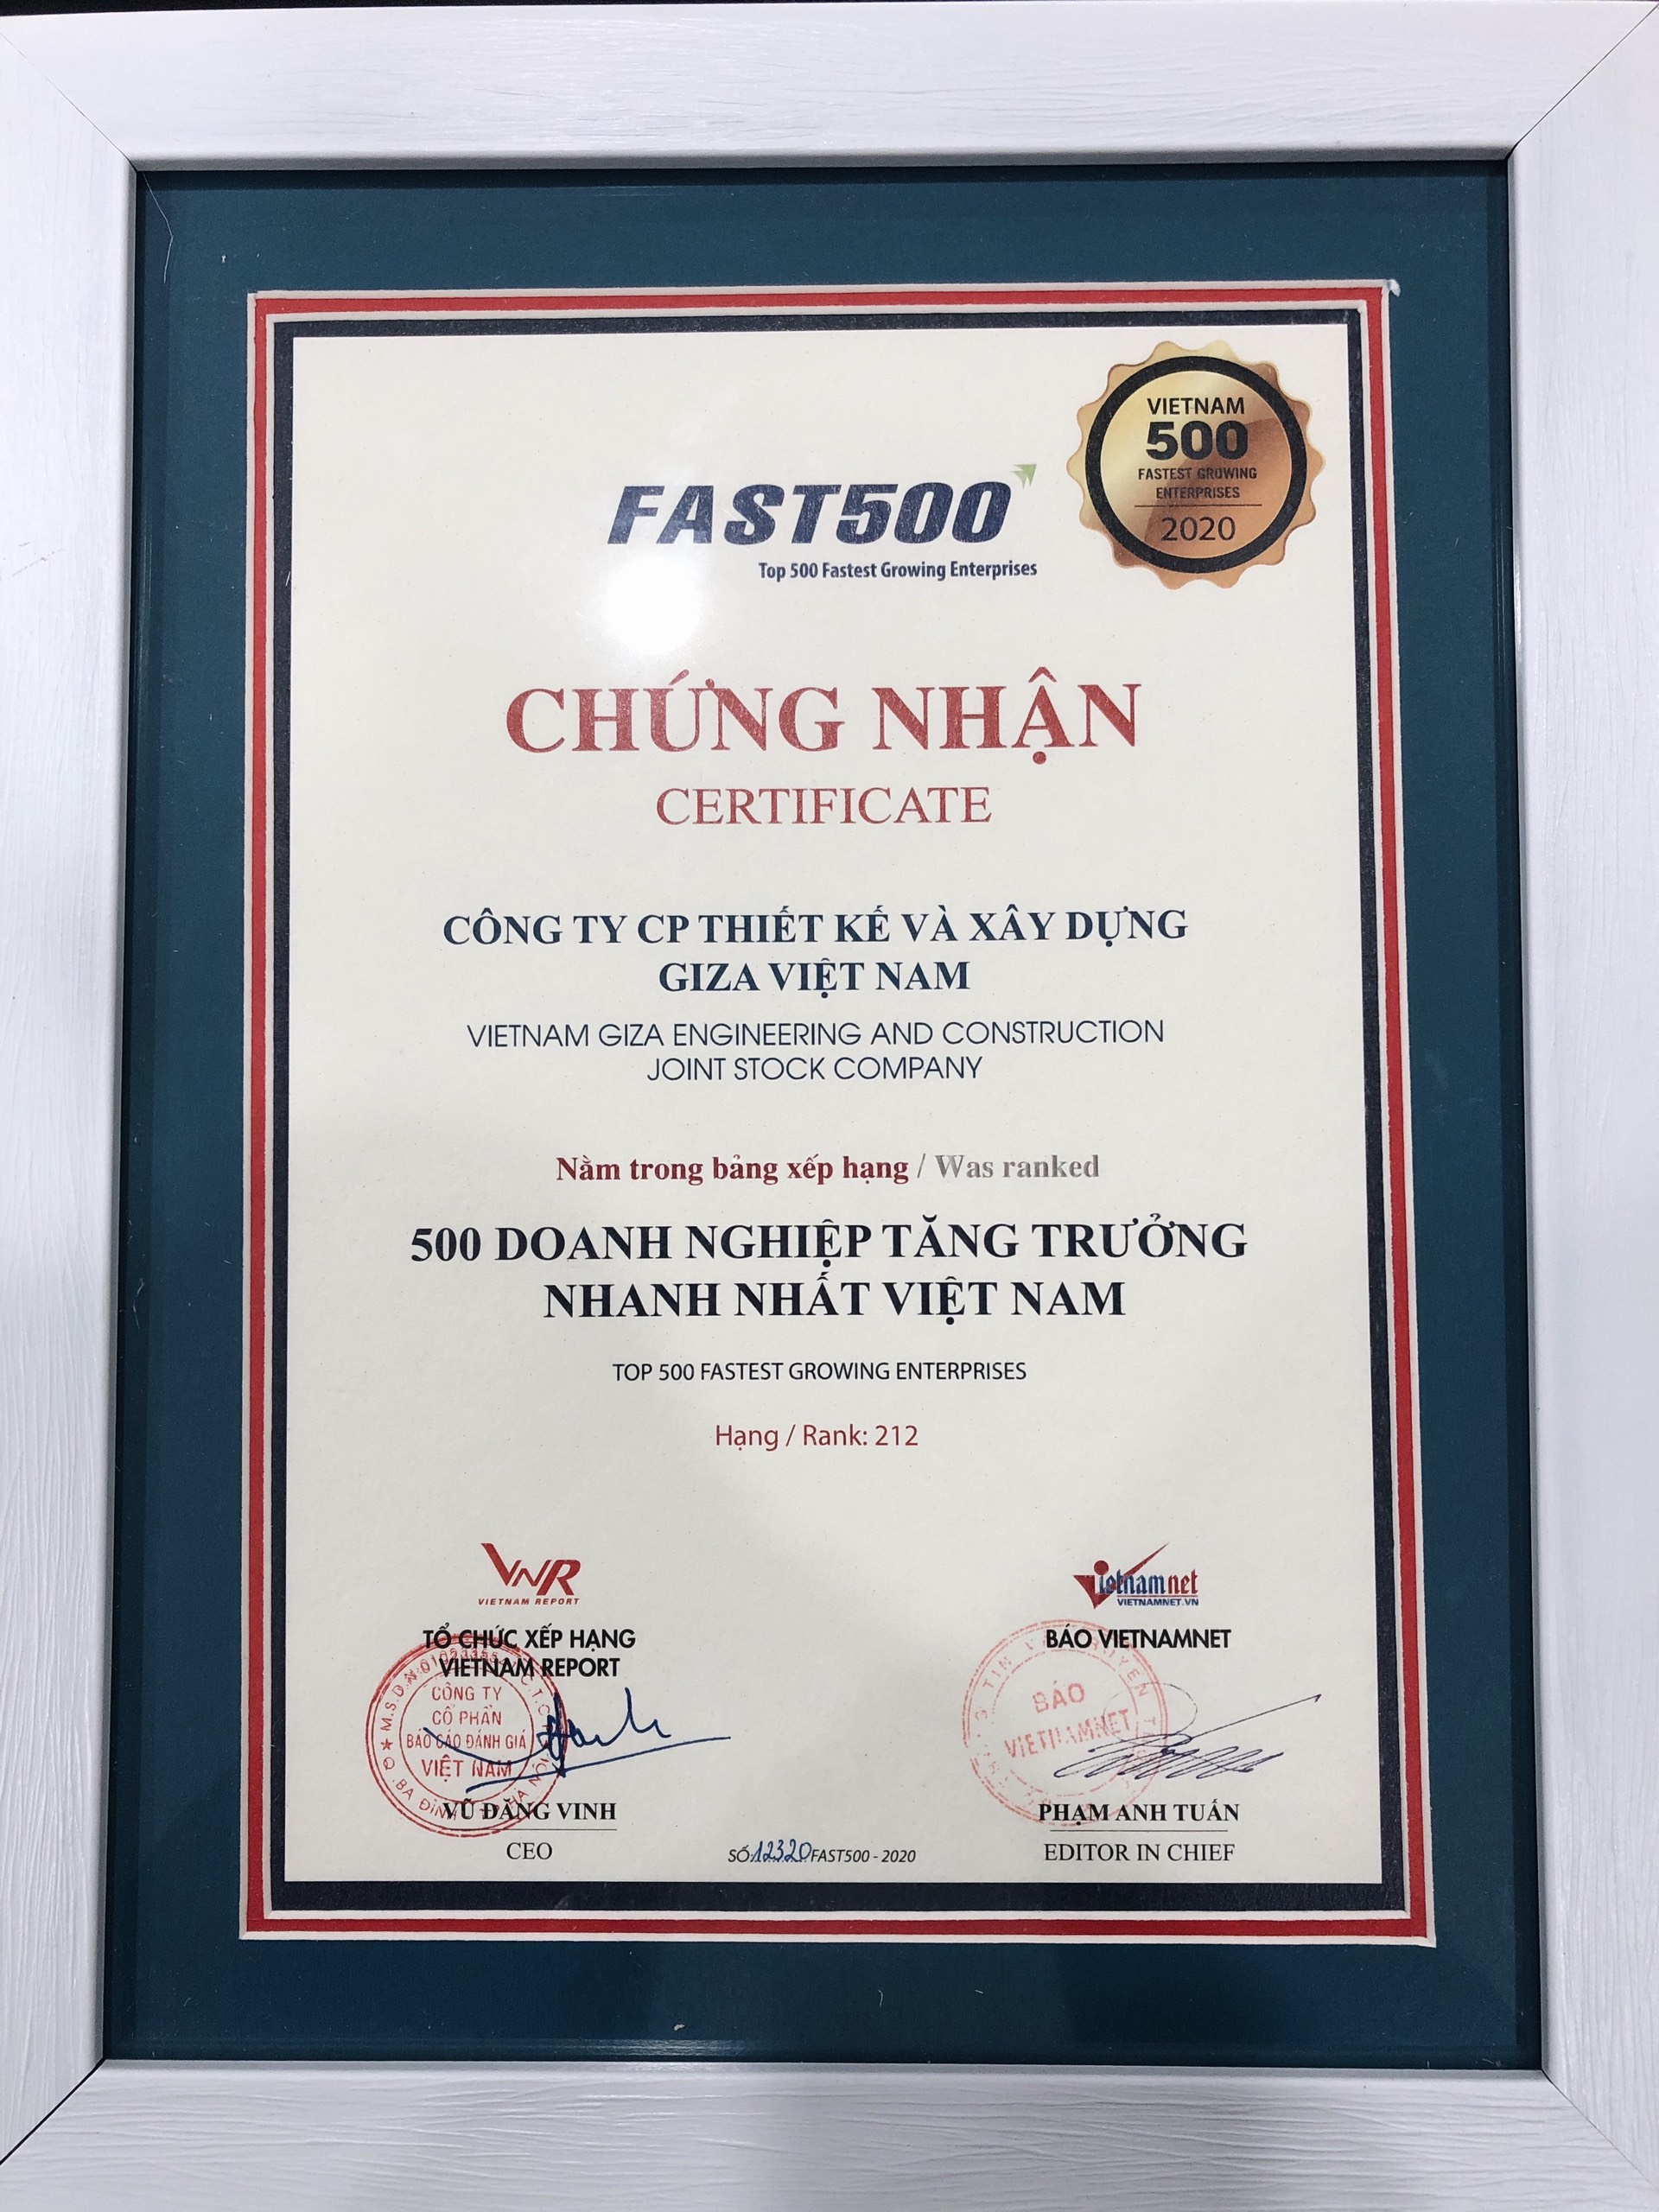 VIETNAM
500
FASTEST GROWING
ENTERPRISES
2020
FAST500
Top 500 Fastest Growing Enterprises
CHỨNG NHẬN
CERTIFICATE
CÔNG TY CP THIẾT KẾ VÀ XÂY DỰNG
GIZA VIỆT NAM
VIETNAM GIZA ENGINEERING AND CONSTRUCTION
JOINT STOCK COMPANY
Nằm trong bảng xếp hạng / Was ranked
500 DOANH NGHIỆP TĂNG TRƯỞNG
NHANH NHẤT VIỆT NAM
TOP 500 FASTEST GROWING ENTERPRISES
Hạng / Rank: 212
VNR
VIETNAM REPORT
TỔ CHỨC XẾP HẠNG
VIETNAM REPORT
CÔNG TY
CỔ PHẦN
BÁO CÁO ĐÁNH GIÁ
VIỆT NAM
VŨ ĐĂNG VINH
CEO
SỐ:12320FAST500 - 2020
Vietnamnet
VIETNAMNET.VN
BÁO VIETNAMNET
BÁO
VIETNAMNET
PHẠM ANH TUẤN
EDITOR IN CHIEF